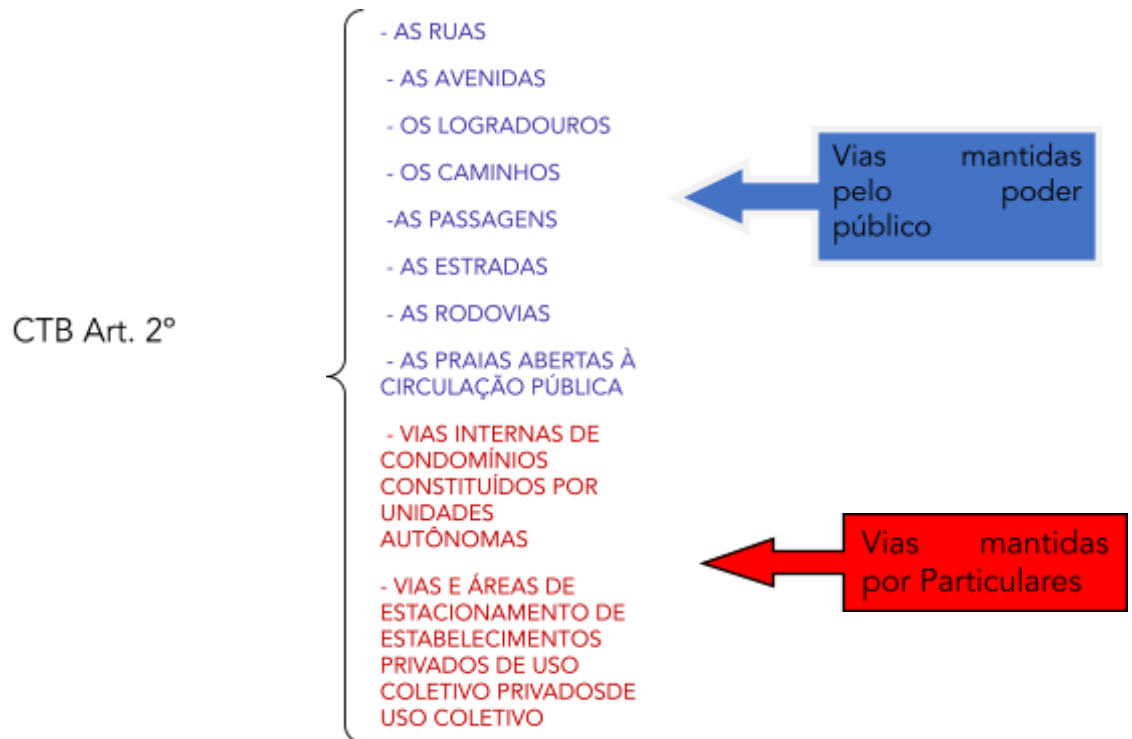 - AS RUAS
- AS AVENIDAS
- OS LOGRADOUROS
- OS CAMINHOS
-AS PASSAGENS
- AS ESTRADAS
- AS RODOVIAS
- AS PRAIAS ABERTAS À
CIRCULAÇÃO PÚBLICA
- VIAS INTERNAS DE
CONDOMÍNIOS
CONSTITUÍDOS POR
UNIDADES
AUTÔNOMAS
- VIAS E ÁREAS DE
ESTACIONAMENTO DE
ESTABELECIMENTOS
PRIVADOS DE USO
COLETIVO PRIVADOSDE
USO COLETIVO
CTB Art. 2º
Vias mantidas
pelo poder
público
Vias mantidas
por Particulares